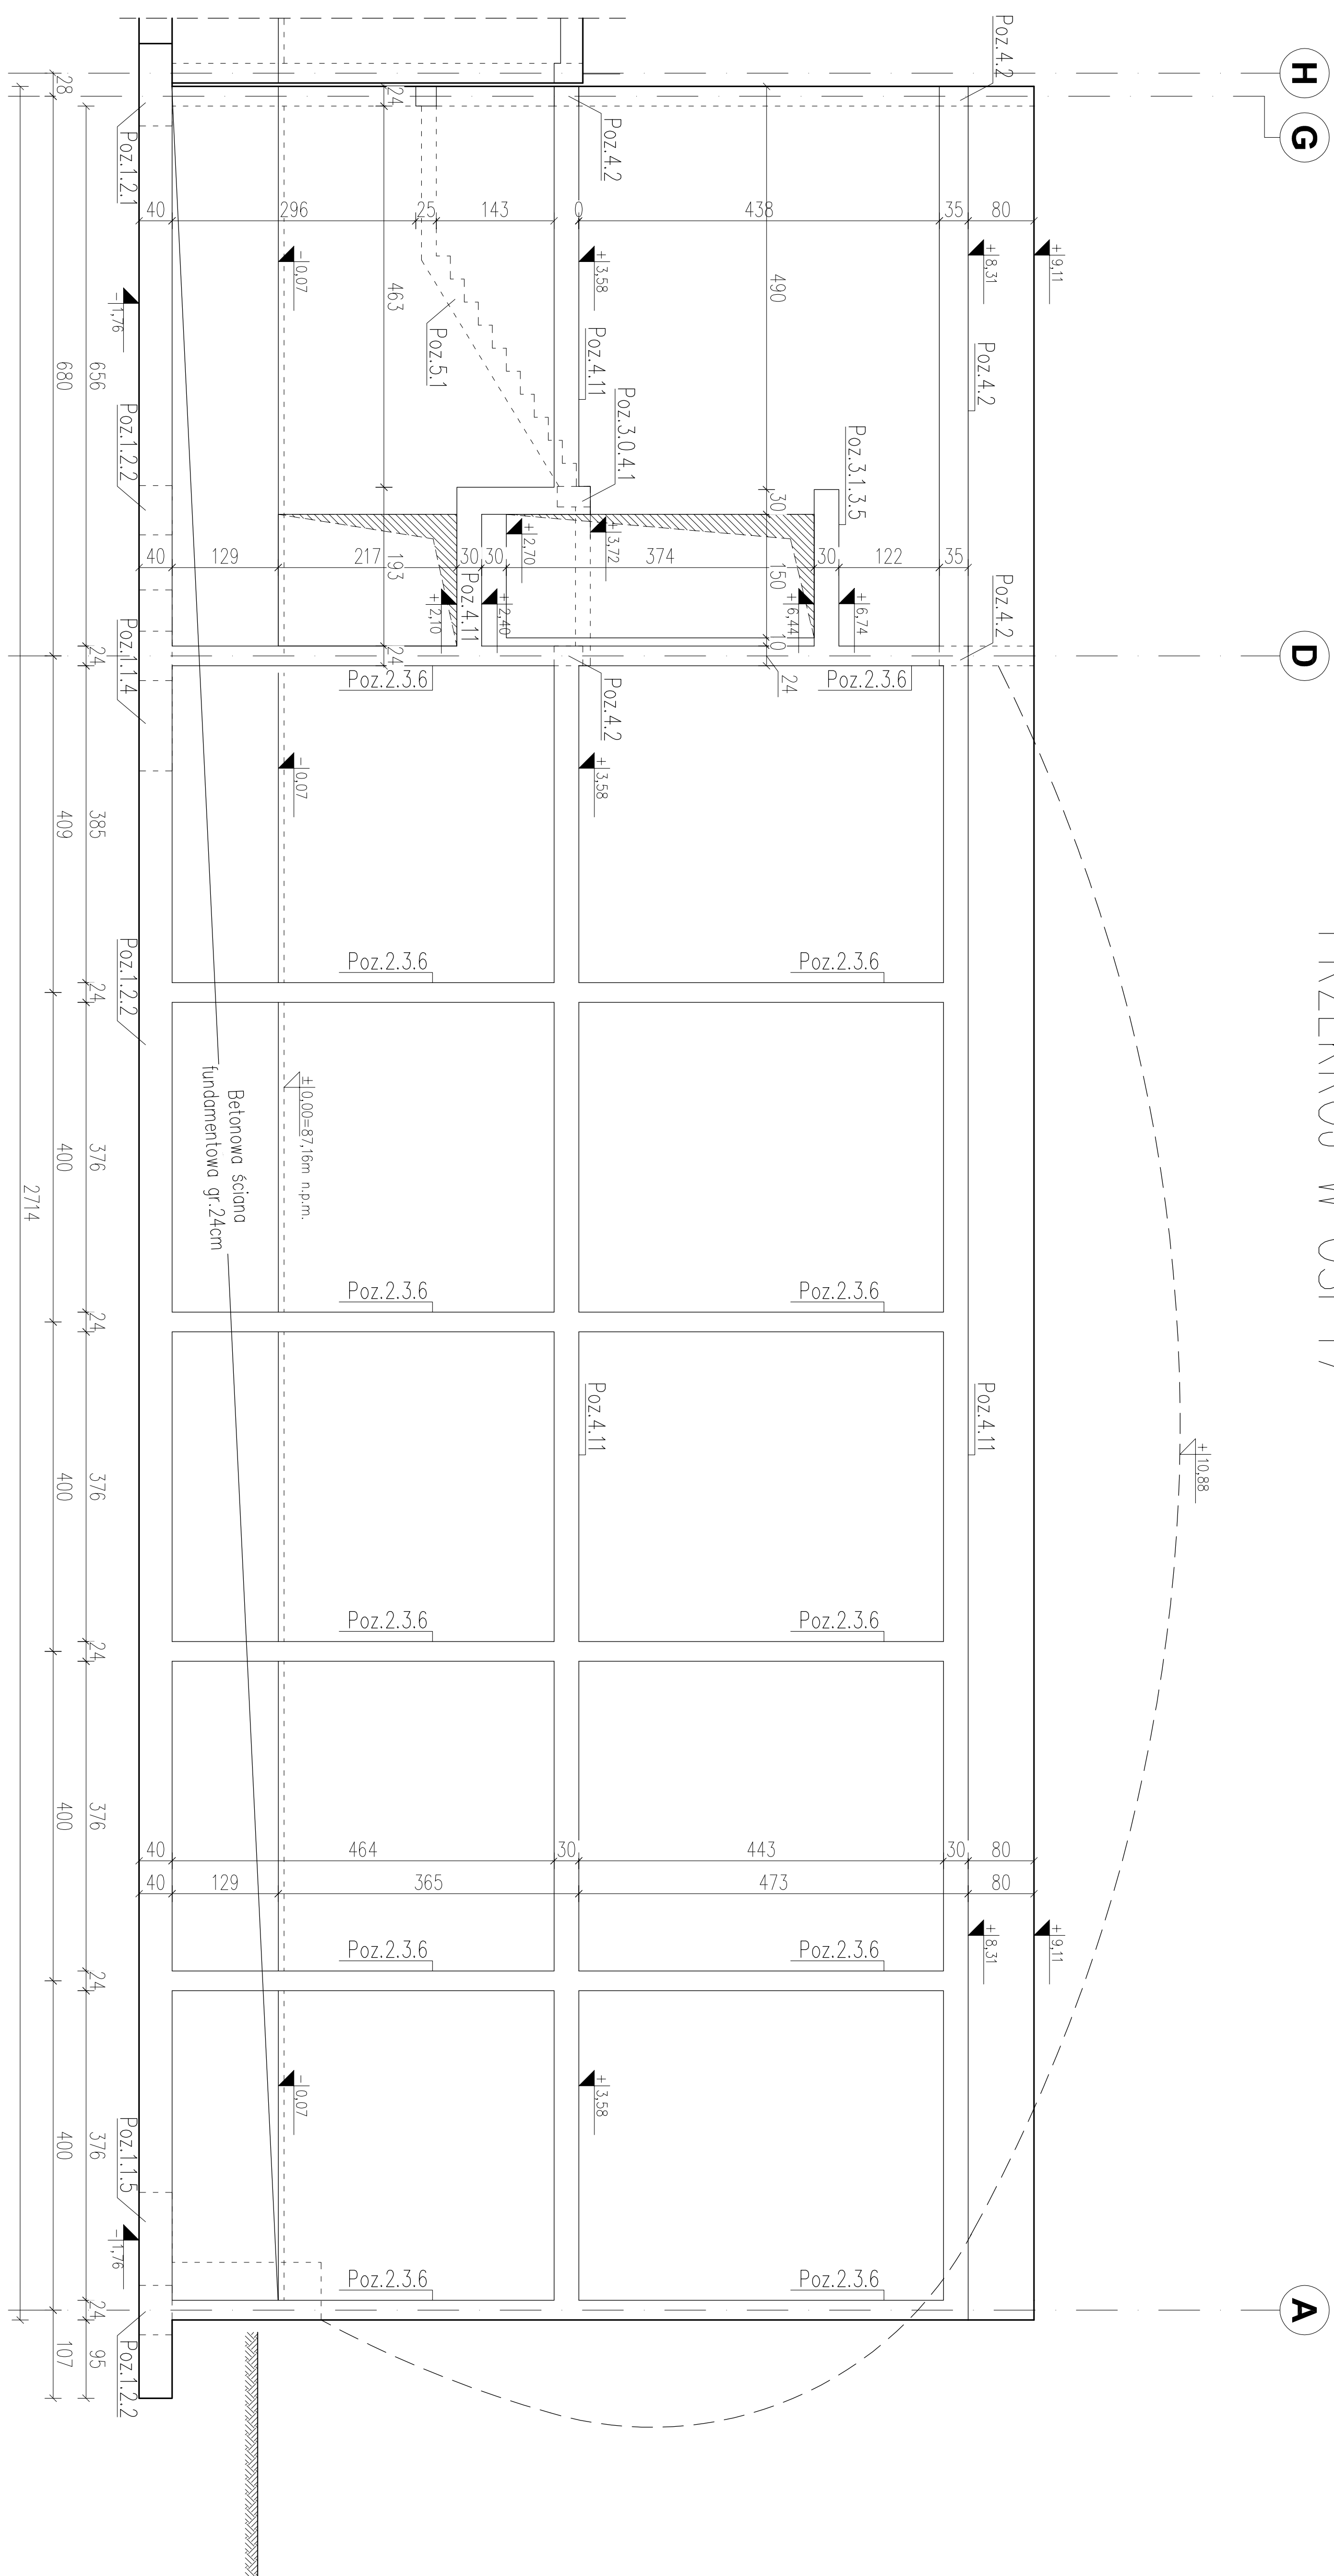 H
G
D
A
Poz.4.2
Poz.4.2
Poz.4.2
Poz.4.2
Poz.4.2
+9,11
+8,31
+3,58
-0,07
-1,76
Poz.4.11
Poz.3.0.4.1
Poz.3.1.3.5
Poz.5.1
Poz.4.11
+3,72
+2,70
+6,74
+6,44
+2,40
+2,10
40
296
25
143
0
438
35
80
24
463
193
24
490
30
150
10
24
40
129
217
30
30
374
30
122
35
Poz.2.3.6
Poz.2.3.6
Poz.2.3.6
Poz.2.3.6
Poz.2.3.6
Poz.2.3.6
Poz.2.3.6
Poz.2.3.6
Poz.2.3.6
Poz.2.3.6
Poz.2.3.6
Poz.2.3.6
-0,07
+3,58
±0,00=87,16m n.p.m.
Betonowa ściana
fundamentowa gr.24cm
Poz.4.11
Poz.4.11
+10,88
40
464
30
443
30
80
40
129
365
473
80
+9,11
+8,31
+3,58
-0,07
-1,76
Poz.1.2.1
Poz.1.2.2
Poz.1.1.4
Poz.1.2.2
Poz.1.1.5
Poz.1.2.2
656
24
385
24
376
24
376
24
376
24
376
24
95
28
680
409
400
400
400
400
107
2714